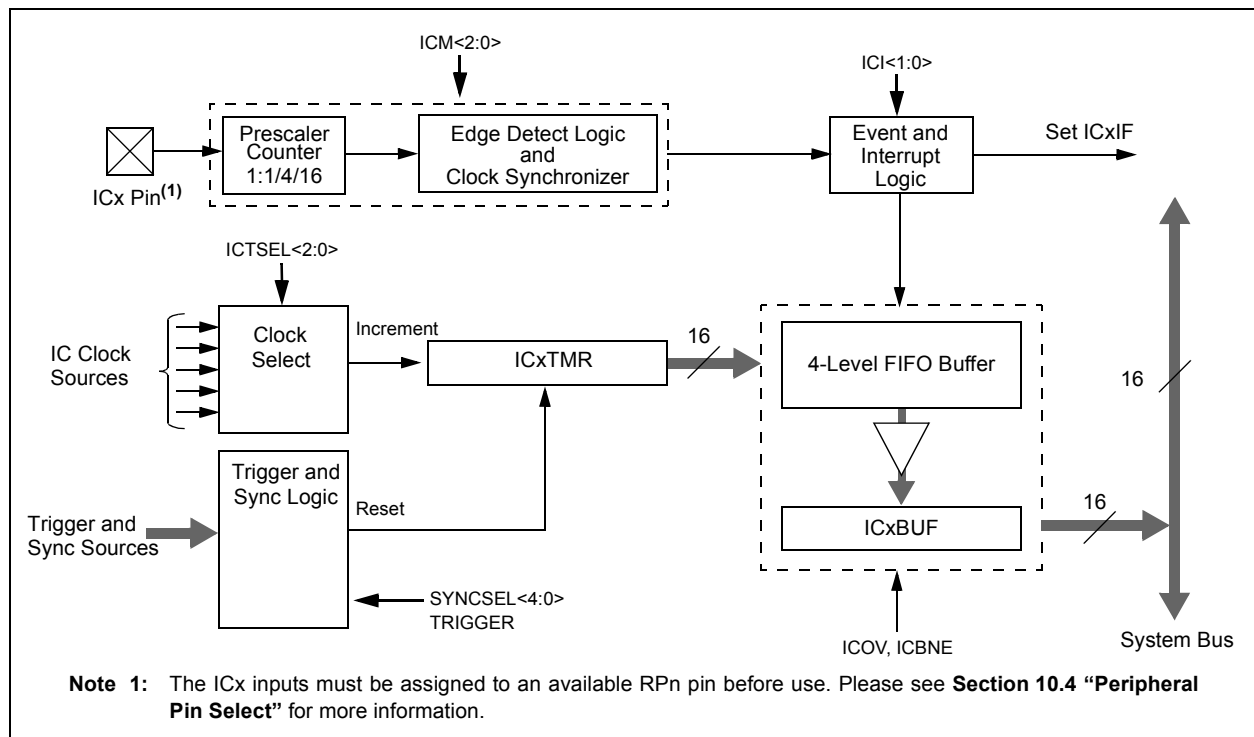 ICM<2:0>
ICI<1:0>
Prescaler
Counter
1:1/4/16
Edge Detect Logic
and
Clock Synchronizer
Event and
Interrupt
Logic
Set ICxIF
ICx Pin(1)
ICTSEL<2:0>
IC Clock
Sources
Clock
Select
Increment
ICxTMR
16
4-Level FIFO Buffer
16
Trigger and
Sync Logic
Reset
Trigger and
Sync Sources
ICxBUF
16
SYNCSEL<4:0>
TRIGGER
ICOV, ICBNE
System Bus
Note 1: The ICx inputs must be assigned to an available RPn pin before use. Please see Section 10.4 “Peripheral
Pin Select” for more information.